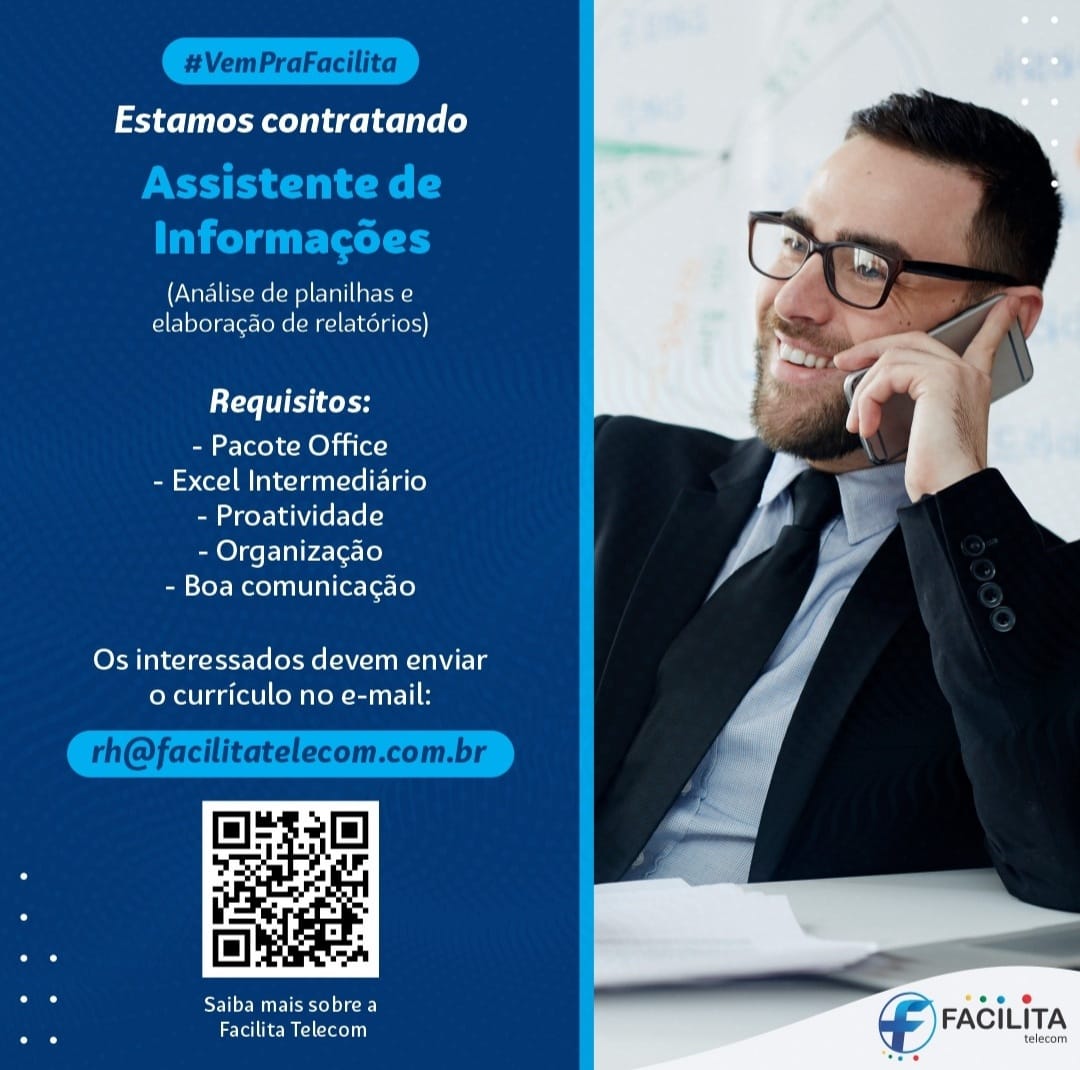 #VemPraFacilita
Estamos contratando
Assistente de
Informações
(Análise de planilhas e
elaboração de relatórios)
Requisitos:
- Pacote Office
- Excel Intermediário
- Proatividade
- Organização
- Boa comunicação
Os interessados devem enviar
o currículo no e-mail:
rh@facilitatelecom.com.br
Saiba mais sobre a
Facilita Telecom
FACILITA
telecom